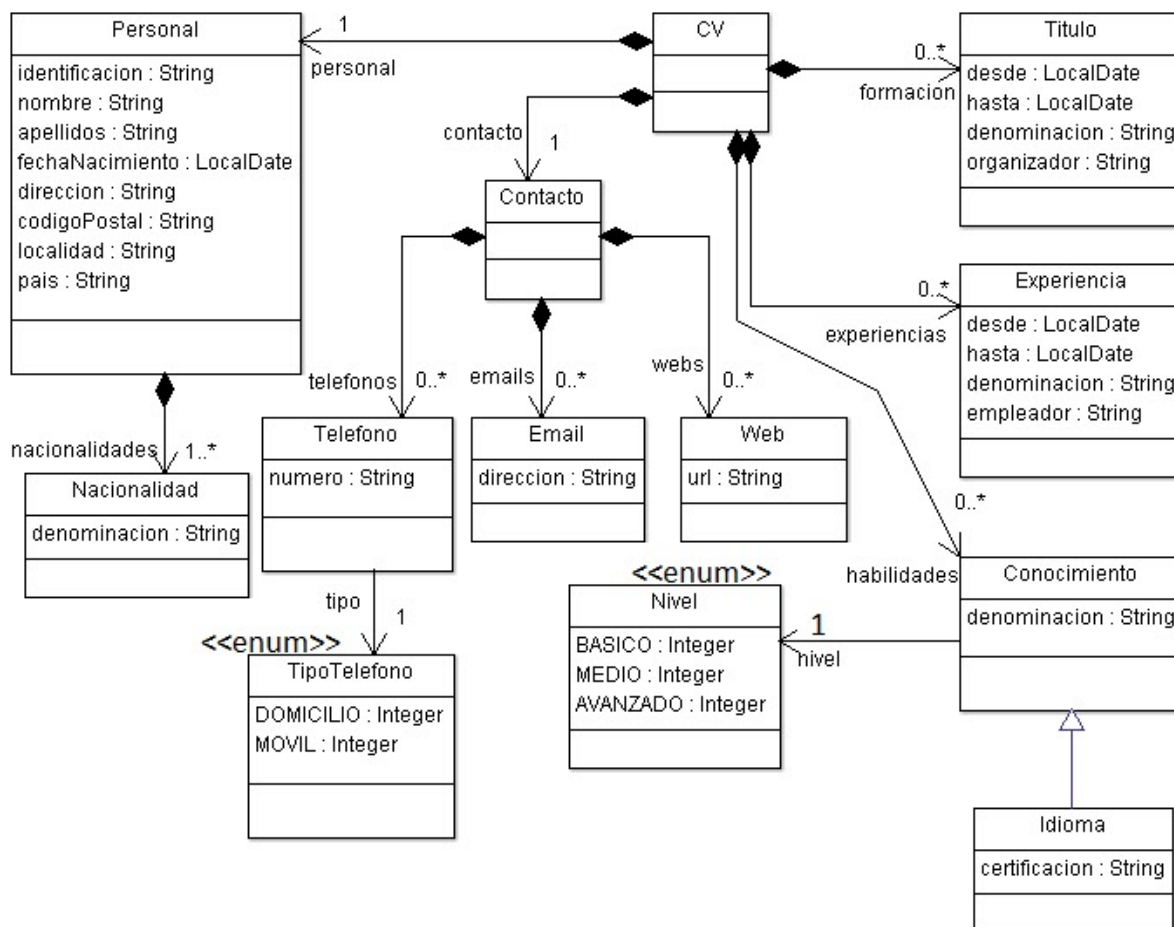 Personal
identificacion : String
nombre : String
apellidos : String
fechaNacimiento : LocalDate
direccion : String
codigoPostal : String
localidad : String
pais : String
1
personal
CV
0..*
formacion
Titulo
desde : LocalDate
hasta : LocalDate
denominacion : String
organizador : String
contacto
1
Contacto
0..*
experiencias
Experiencia
desde : LocalDate
hasta : LocalDate
denominacion : String
empleador : String
nacionalidades
1..*
Nacionalidad
denominacion : String
telefonos
0..*
Telefono
numero : String
emails
0..*
Email
direccion : String
webs
0..*
Web
url : String
0..*
habilidades
Conocimiento
denominacion : String
tipo
1
<<enum>>
TipoTelefono
DOMICILIO : Integer
MOVIL : Integer
<<enum>>
Nivel
BASICO : Integer
MEDIO : Integer
AVANZADO : Integer
1
nivel
Idioma
certificacion : String